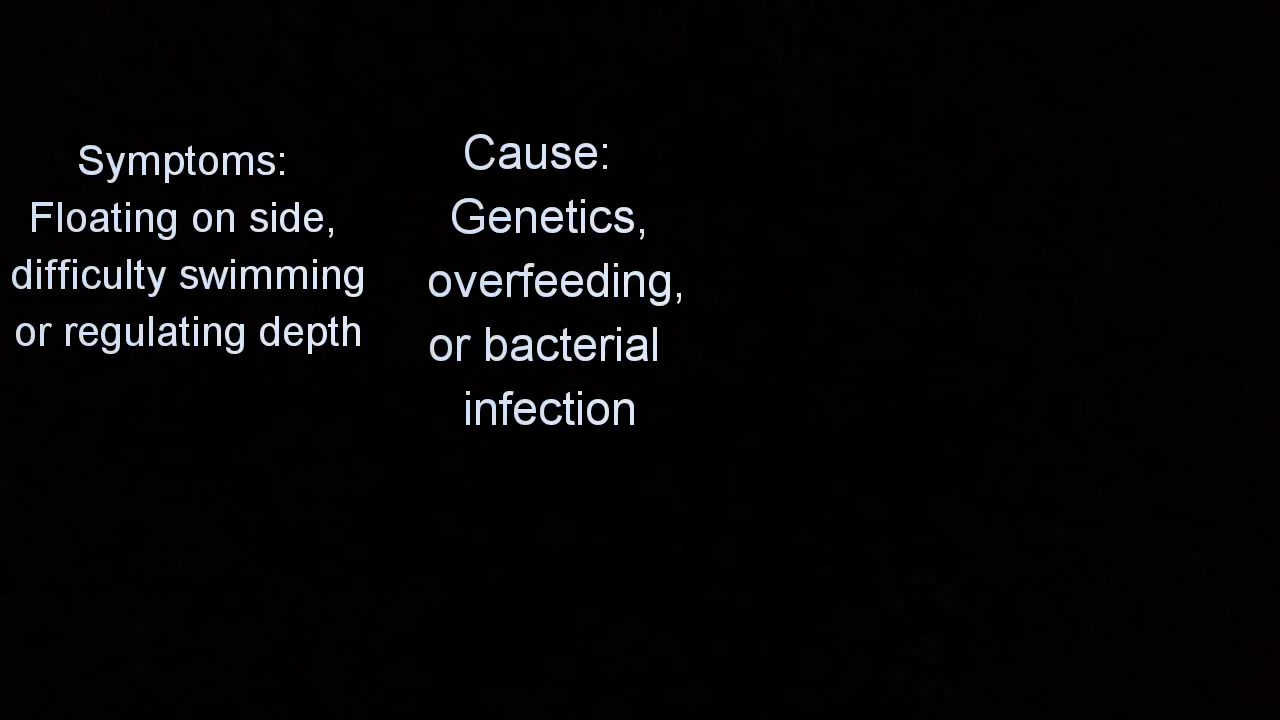 Symptoms:
Floating on side,
difficulty swimming
or regulating depth
Cause:
Genetics,
overfeeding,
or bacterial
infection